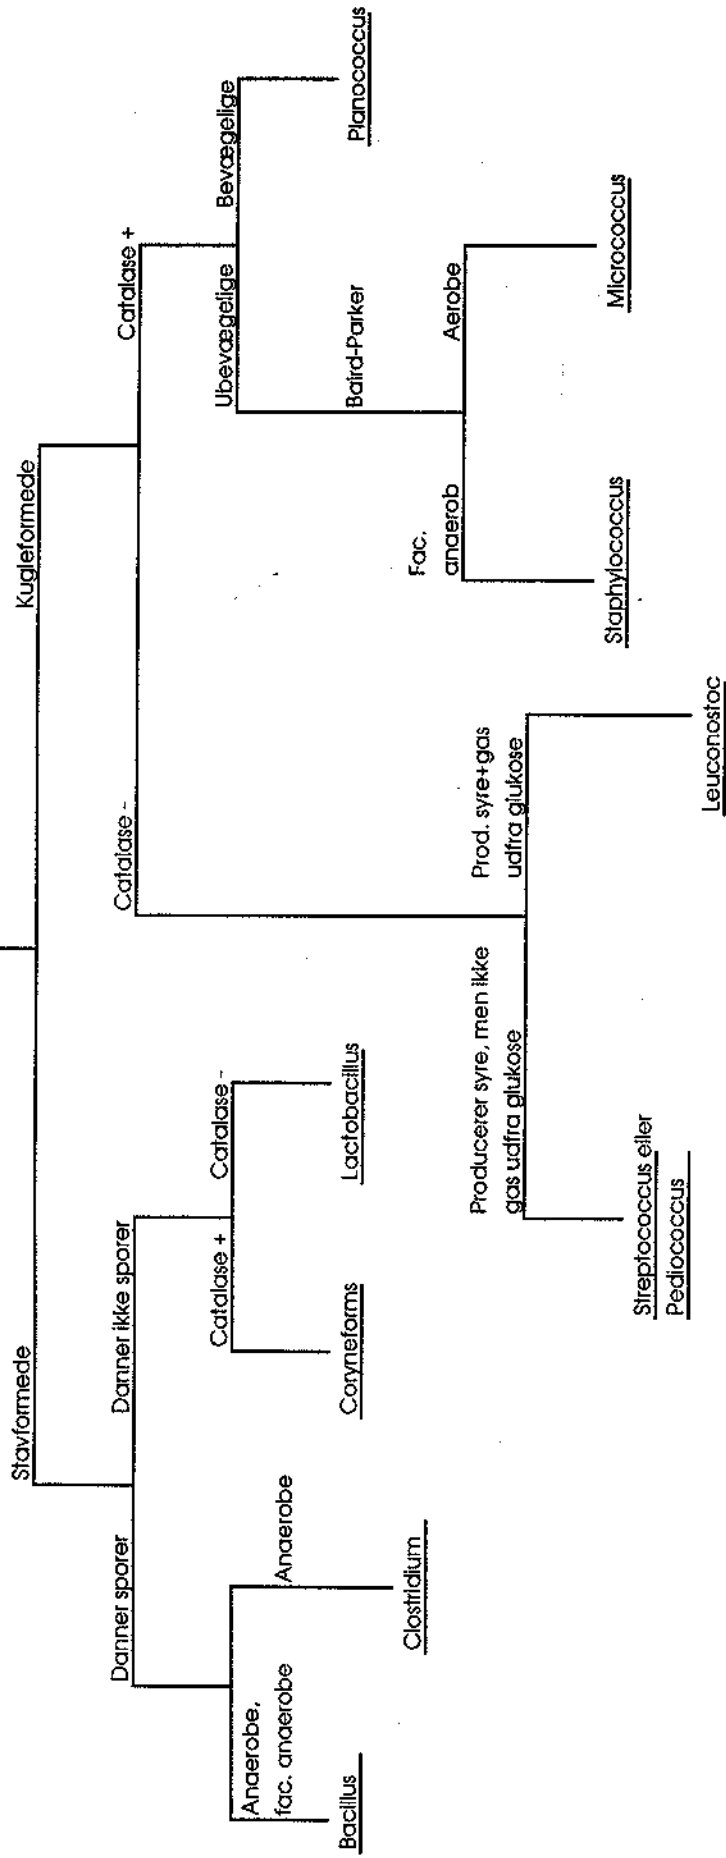 Stavformede
Kugleformede
Danner sporer
Danner ikke sporer
Catalase -
Catalase +
Anaerobe,
fac. anaerobe
Anaerobe
Catalase +
Catalase -
Ubevægelige
Bevægelige
Bacillus
Clostridium
Coryneforms
Lactobacillus
Baird-Parker
Planococcus
Fac.
anaerob
Aerobe
Producerer syre, men ikke
gas udfra glukose
Prod. syre+gas
udfra glukose
Staphylococcus
Micrococcus
Streptococcus eller
Pediococcus
Leuconostoc